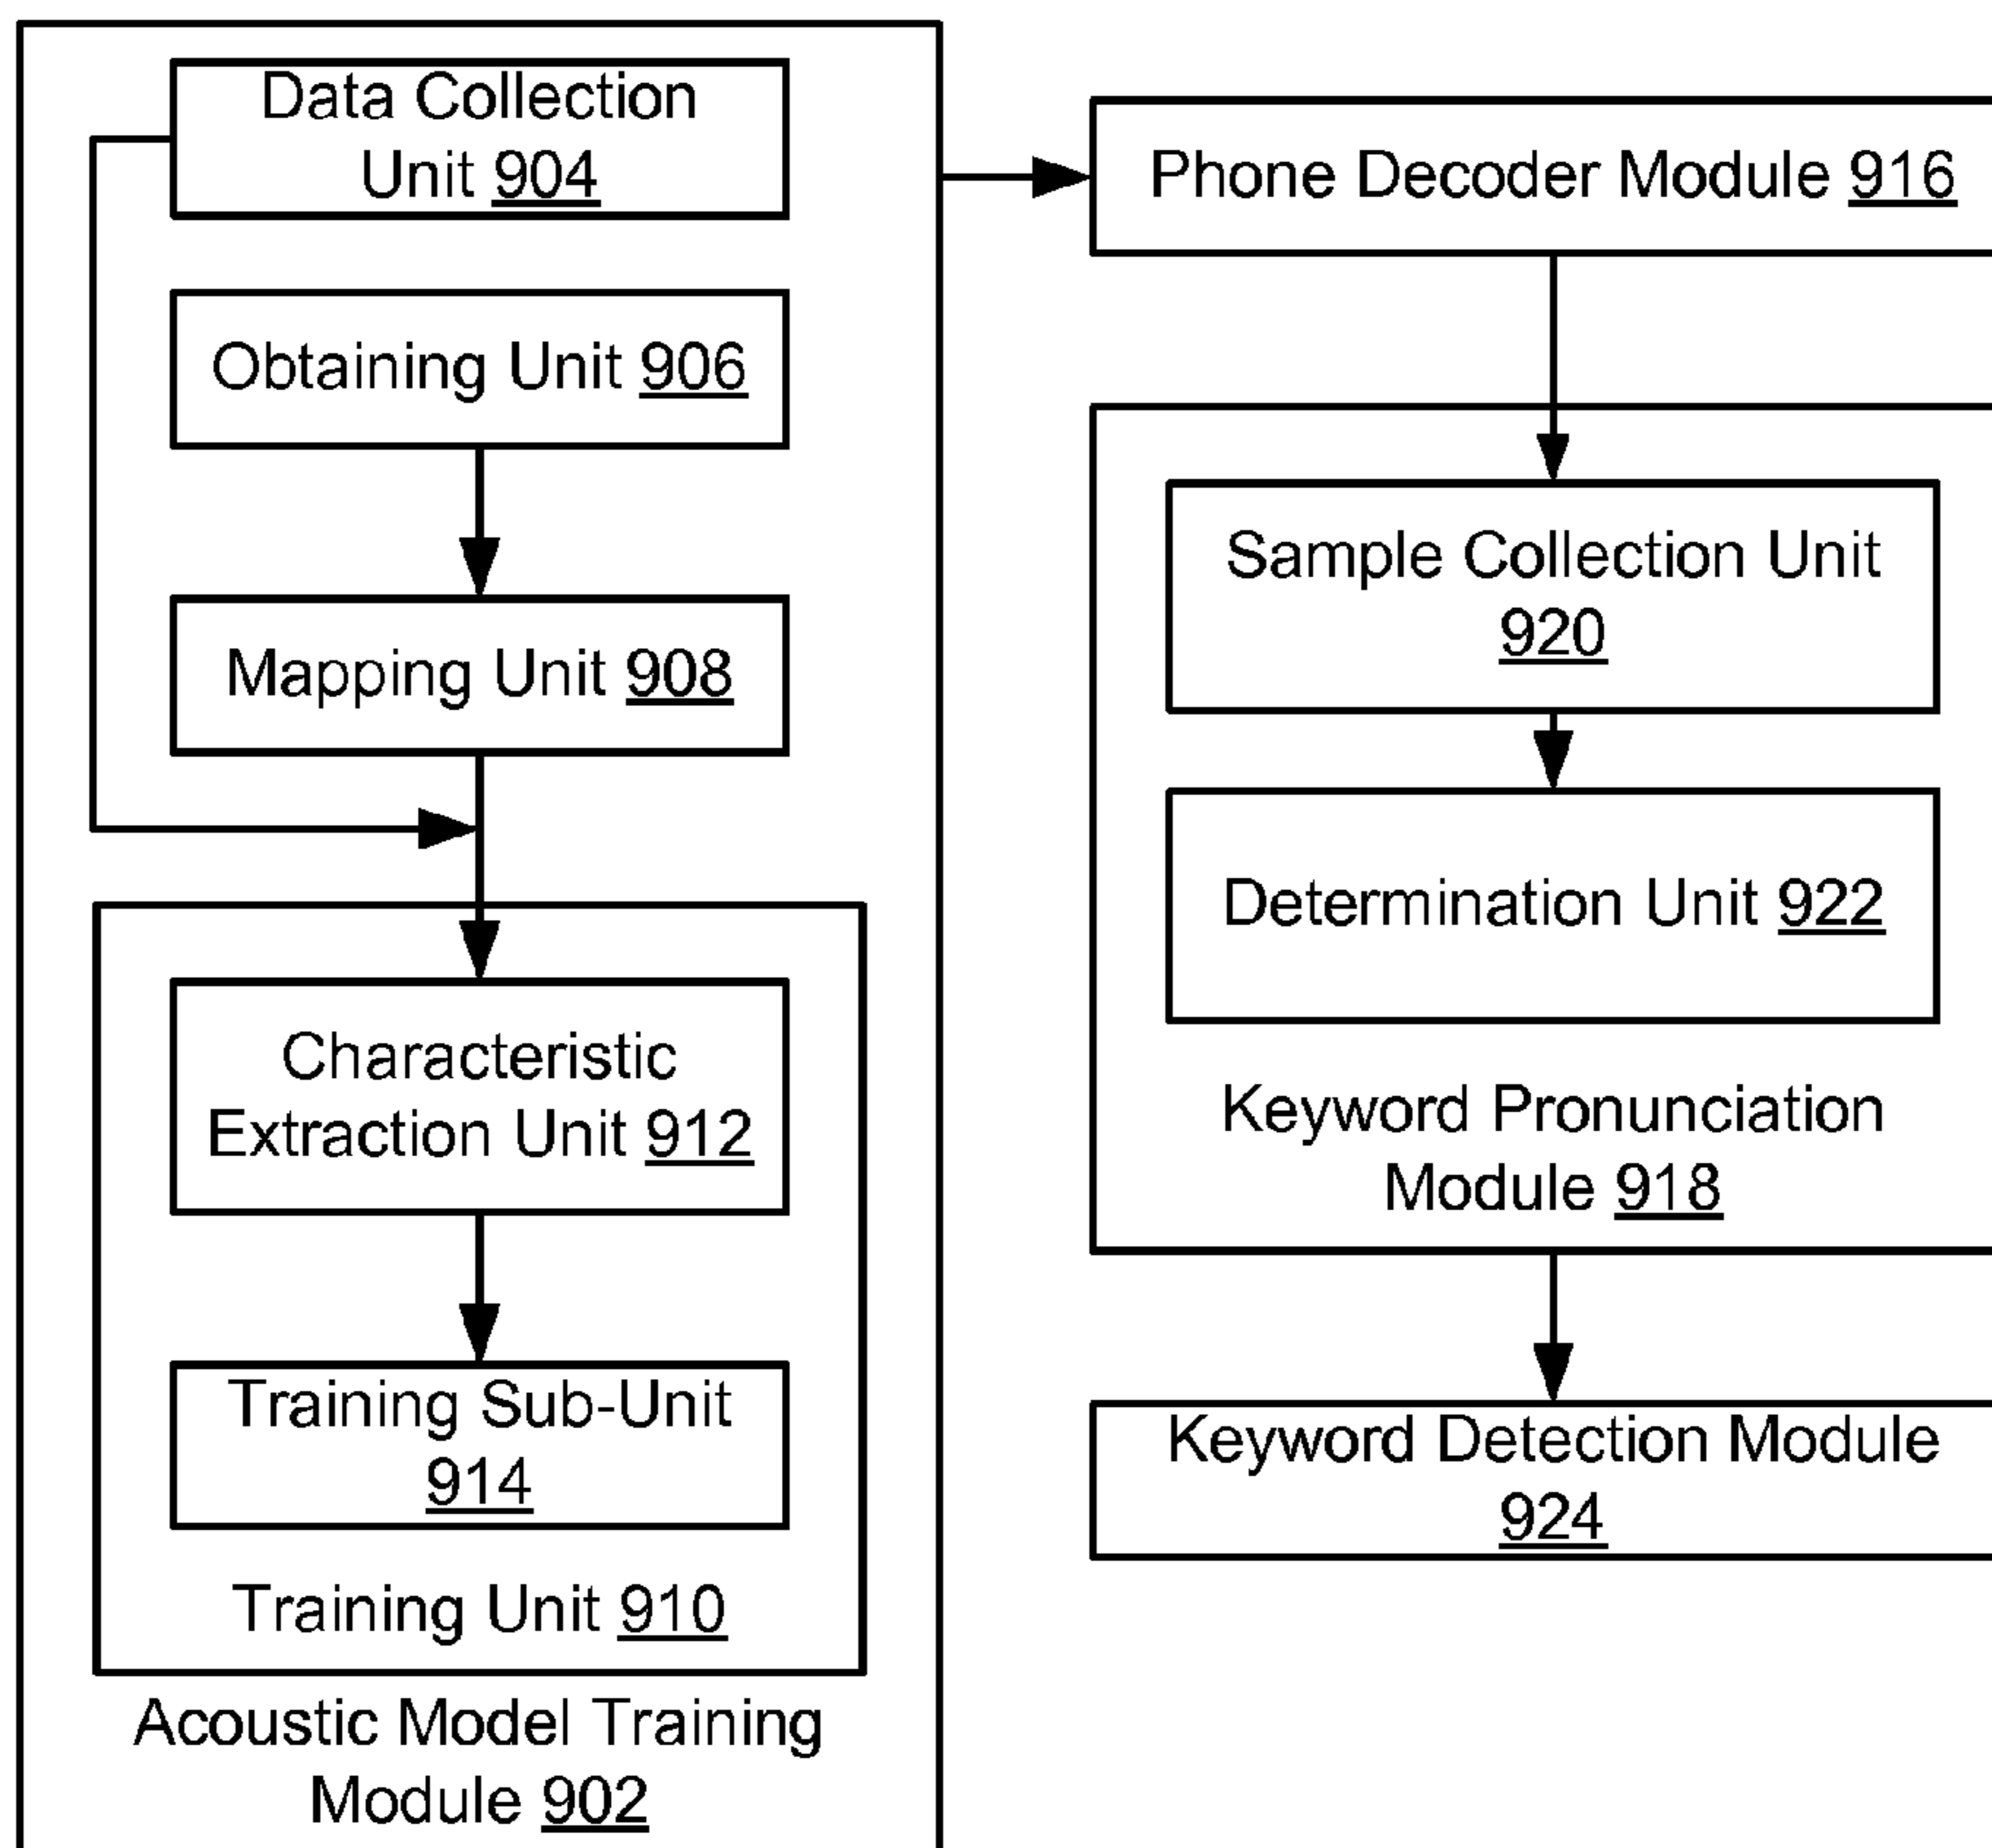 Data Collection
Unit 904
Obtaining Unit 906
Mapping Unit 908
Characteristic
Extraction Unit 912
Training Sub-Unit
914
Training Unit 910
Acoustic Model Training
Module 902
Phone Decoder Module 916
Sample Collection Unit
920
Determination Unit 922
Keyword Pronunciation
Module 918
Keyword Detection Module
924